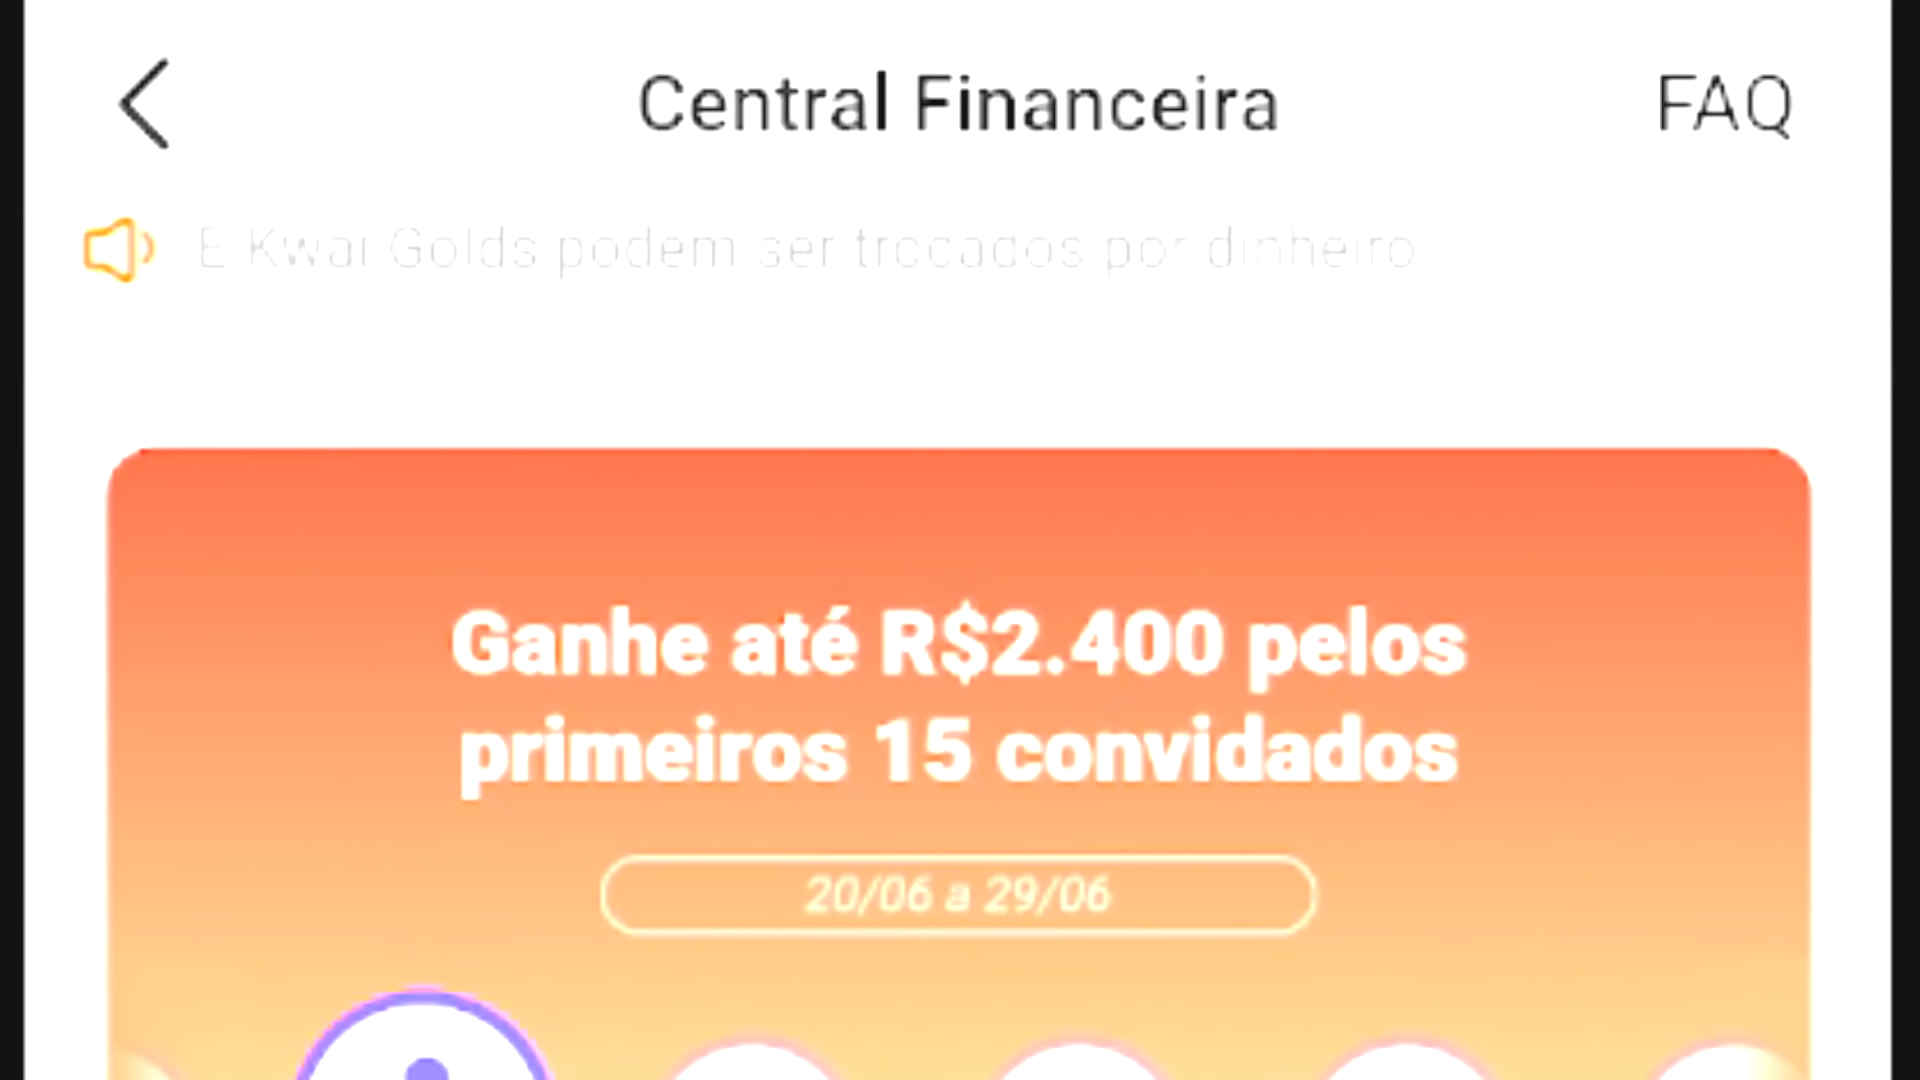 Central Financeira
FAQ
E Kwai Golds podem ser trocados por dinheiro
Ganhe até R$2.400 pelos
primeiros 15 convidados
20/06 a 29/06